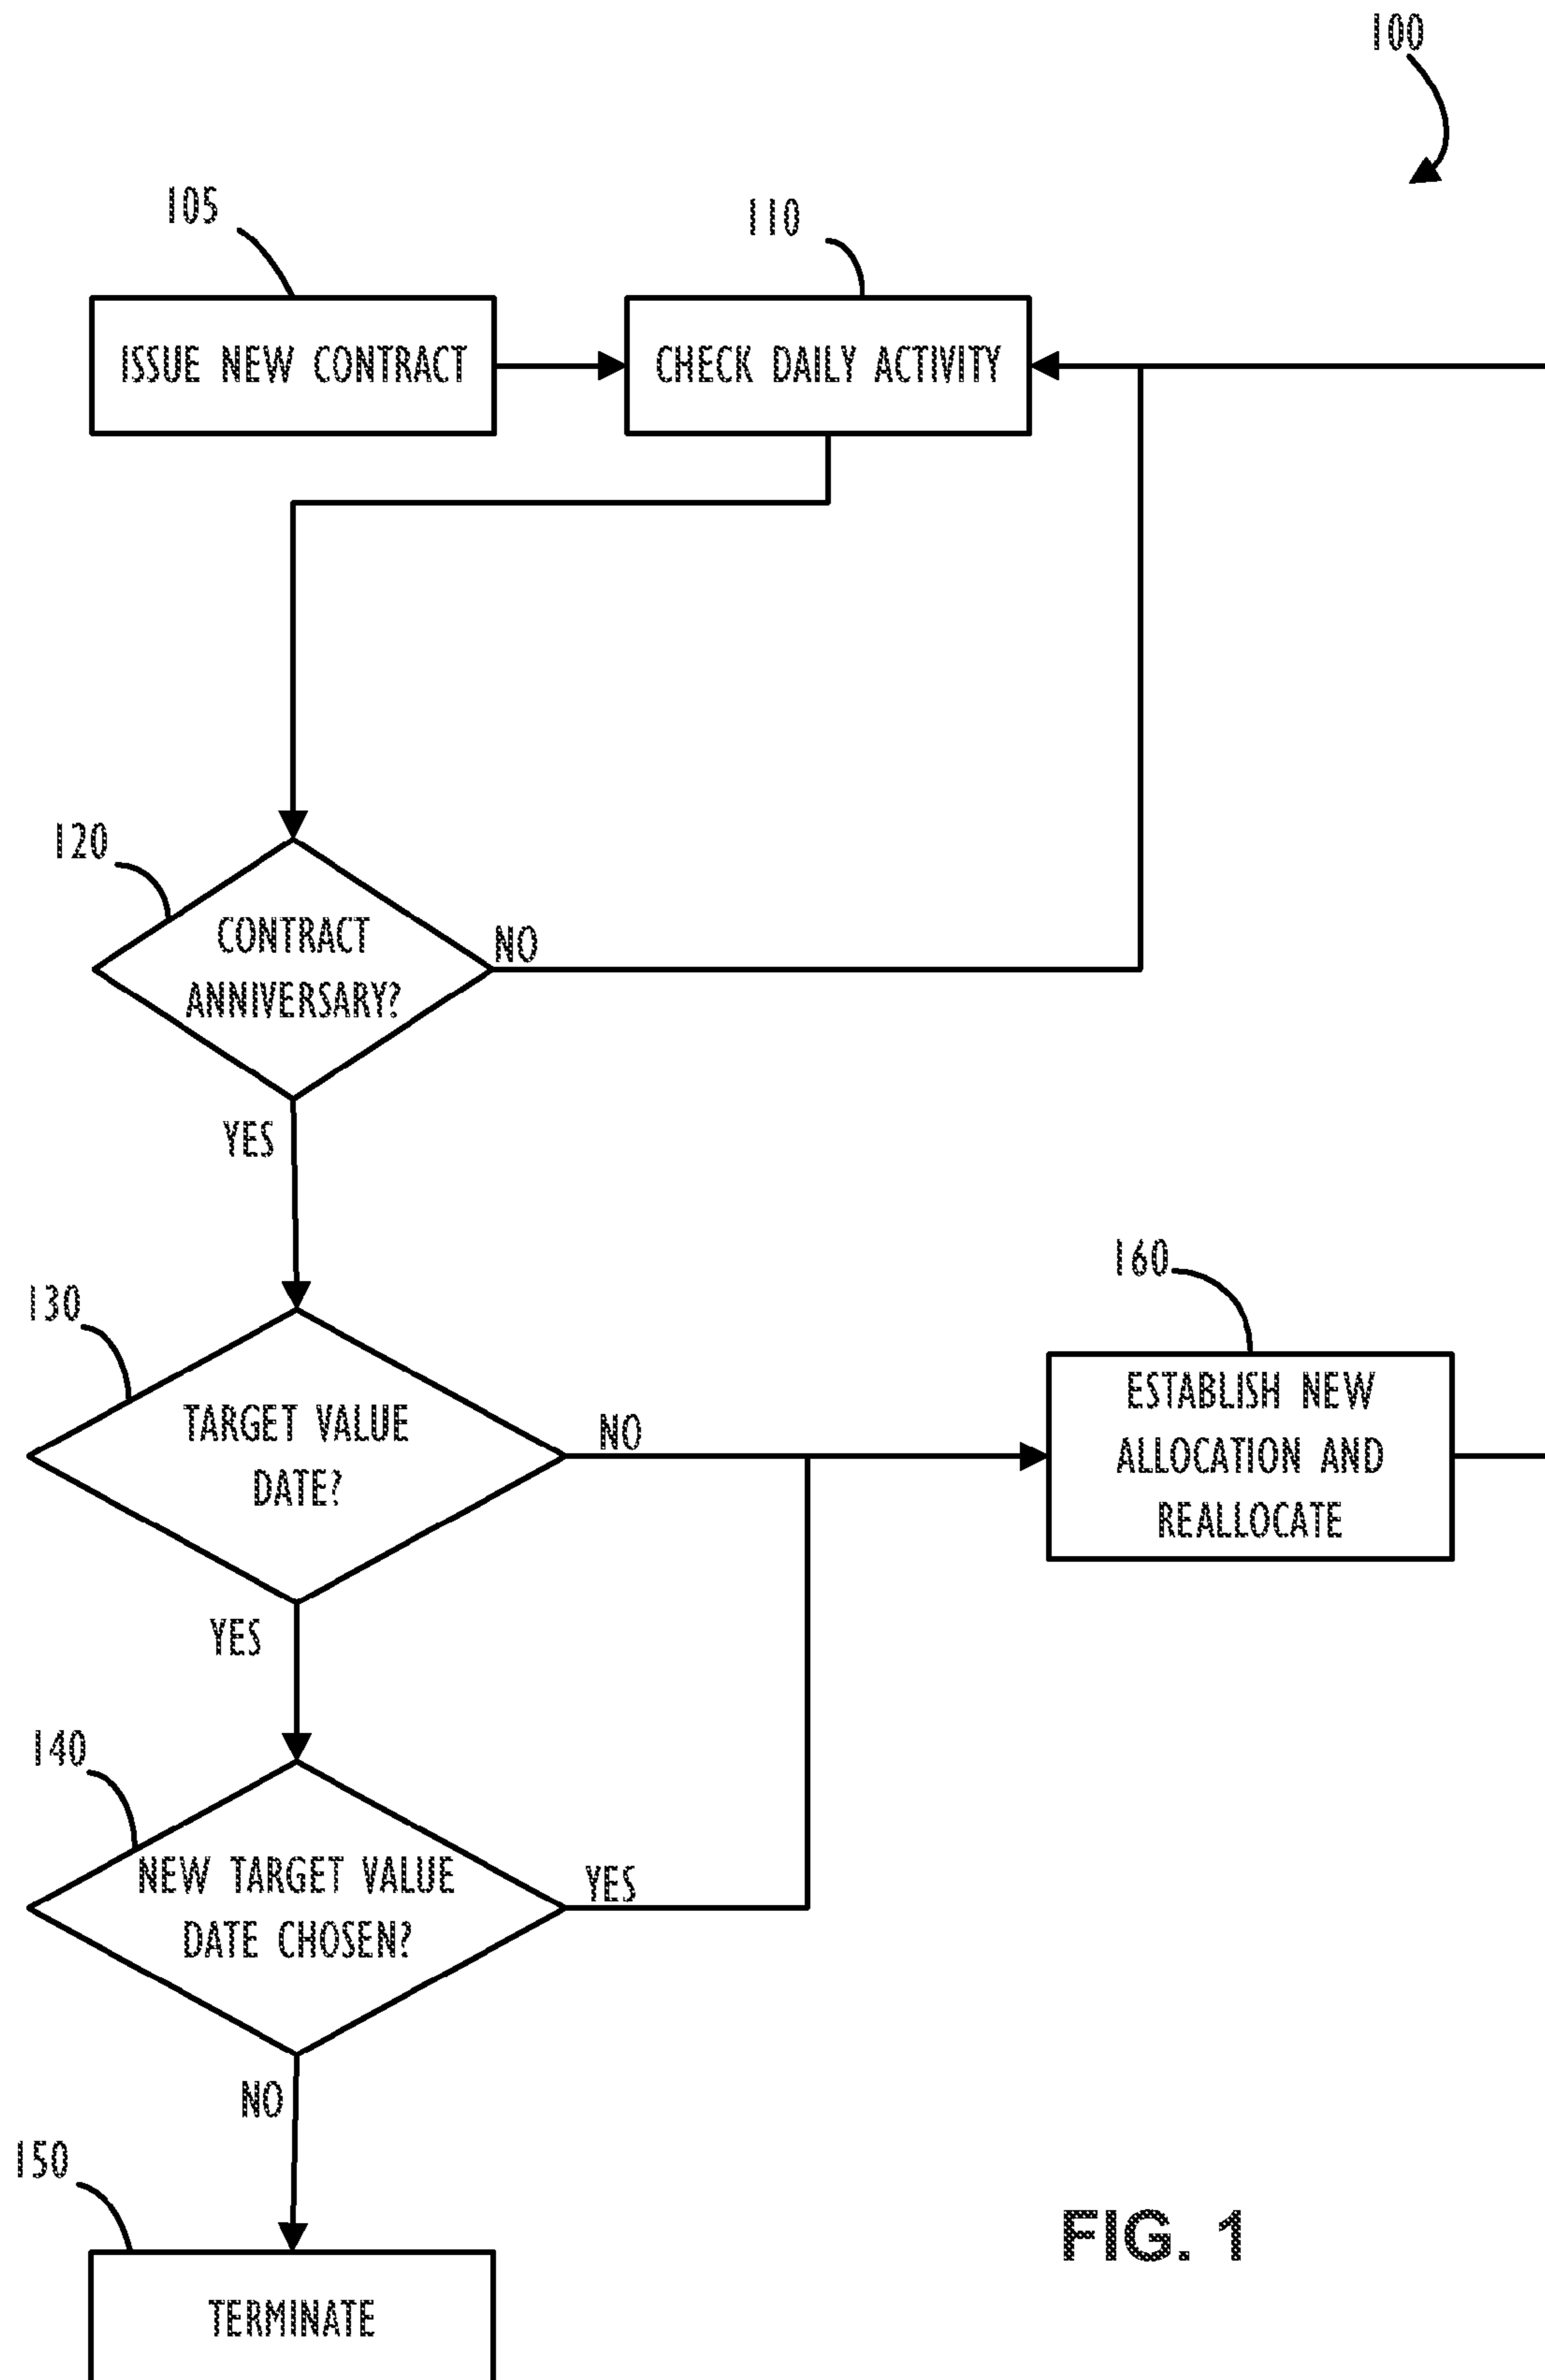 100
105
110
ISSUE NEW CONTRACT
CHECK DAILY ACTIVITY
120
CONTRACT
ANNIVERSARY?
NO
YES
130
160
TARGET VALUE
DATE?
NO
ESTABLISH NEW
ALLOCATION AND
REALLOCATE
YES
140
NEW TARGET VALUE
DATE CHOSEN?
YES
NO
150
TERMINATE
FIG. 1